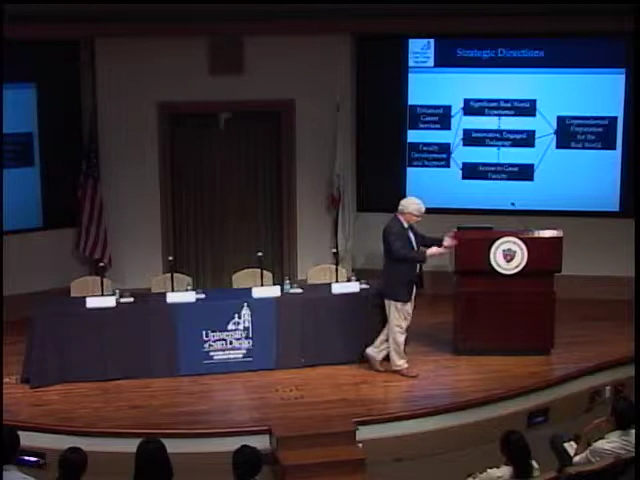 Strategic Directions
Enhanced
Career
Services
Significant Real World
Experience
Innovative, Engaged
Pedagogy
Faculty
Development
and Support
Access to Great
Faculty
Unprecedented
Preparation
for the
Real World
University
of San Diego